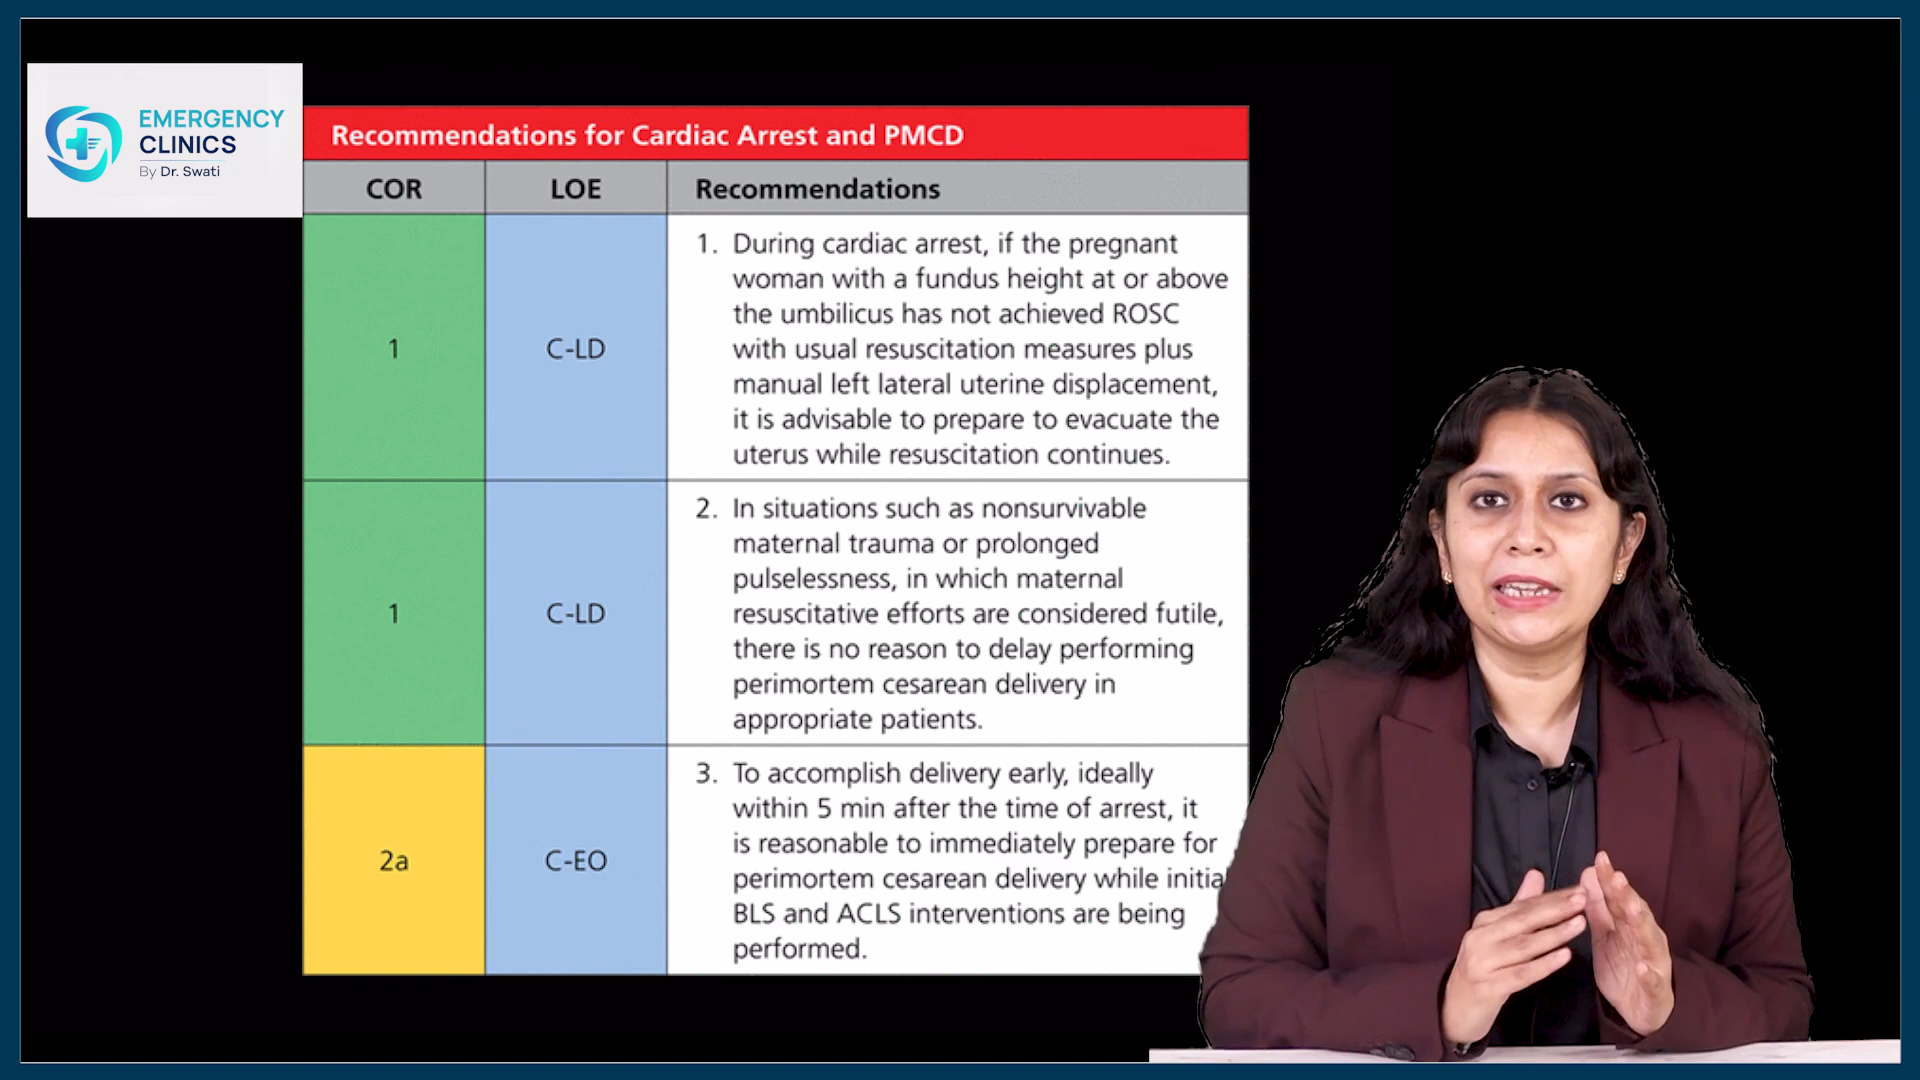 EMERGENCY
CLINICS
By Dr. Swati
Recommendations for Cardiac Arrest and PMCD
COR LOE Recommendations
1 C-LD
1. During cardiac arrest, if the pregnant
woman with a fundus height at or above
the umbilicus has not achieved ROSC
with usual resuscitation measures plus
manual left lateral uterine displacement,
it is advisable to prepare to evacuate the
uterus while resuscitation continues.
1 C-LD
2. In situations such as nonsurvivable
maternal trauma or prolonged
pulselessness, in which maternal
resuscitative efforts are considered futile,
there is no reason to delay performing
perimortem cesarean delivery in
appropriate patients.
2a C-EO
3. To accomplish delivery early, ideally
within 5 min after the time of arrest, it
is reasonable to immediately prepare for
perimortem cesarean delivery while initial
BLS and ACLS interventions are being
performed.